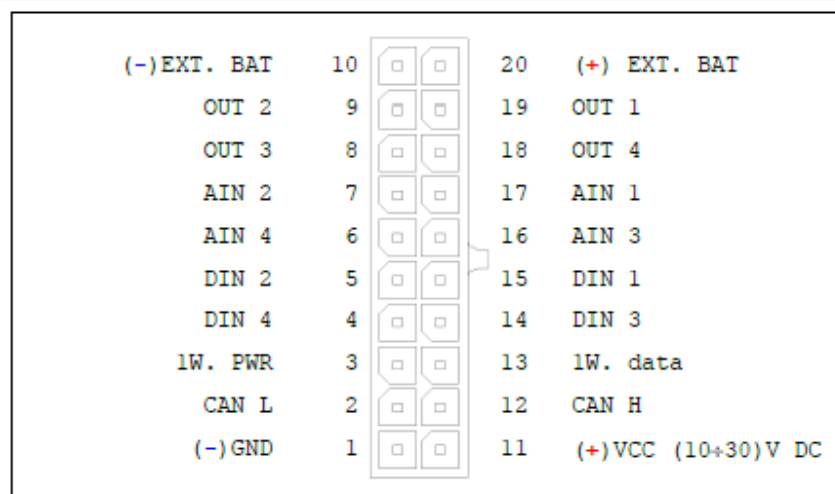 (-)EXT. BAT 10 20 (+) EXT. BAT
OUT 2 9 19 OUT 1
OUT 3 8 18 OUT 4
AIN 2 7 17 AIN 1
AIN 4 6 16 AIN 3
DIN 2 5 15 DIN 1
DIN 4 4 14 DIN 3
1W. PWR 3 13 1W. data
CAN L 2 12 CAN H
(-)GND 1 11 (+)VCC (10÷30)V DC